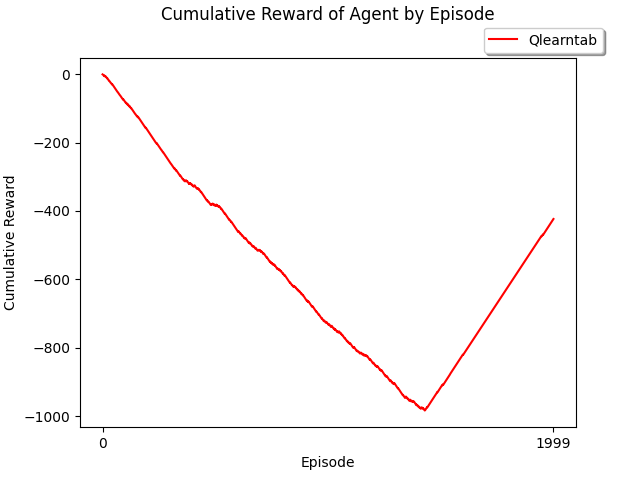 Cumulative Reward of Agent by Episode
Qlearntab
0
−200
−400
−600
−800
−1000
Cumulative Reward
0 1999
Episode